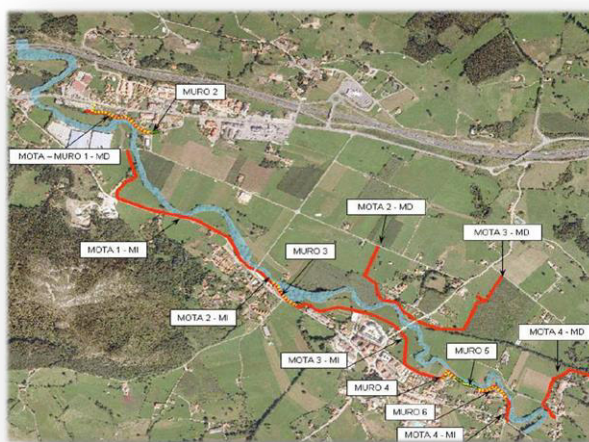 MURO 2
MOTA – MURO 1 - MD
MOTA 2 - MD
MOTA 3 - MD
MOTA 1 - MI
MURO 3
MOTA 2 - MI
MOTA 3 - MI
MOTA 4 - MD
MURO 5
MURO 4
MURO 6
MOTA 4 - MI